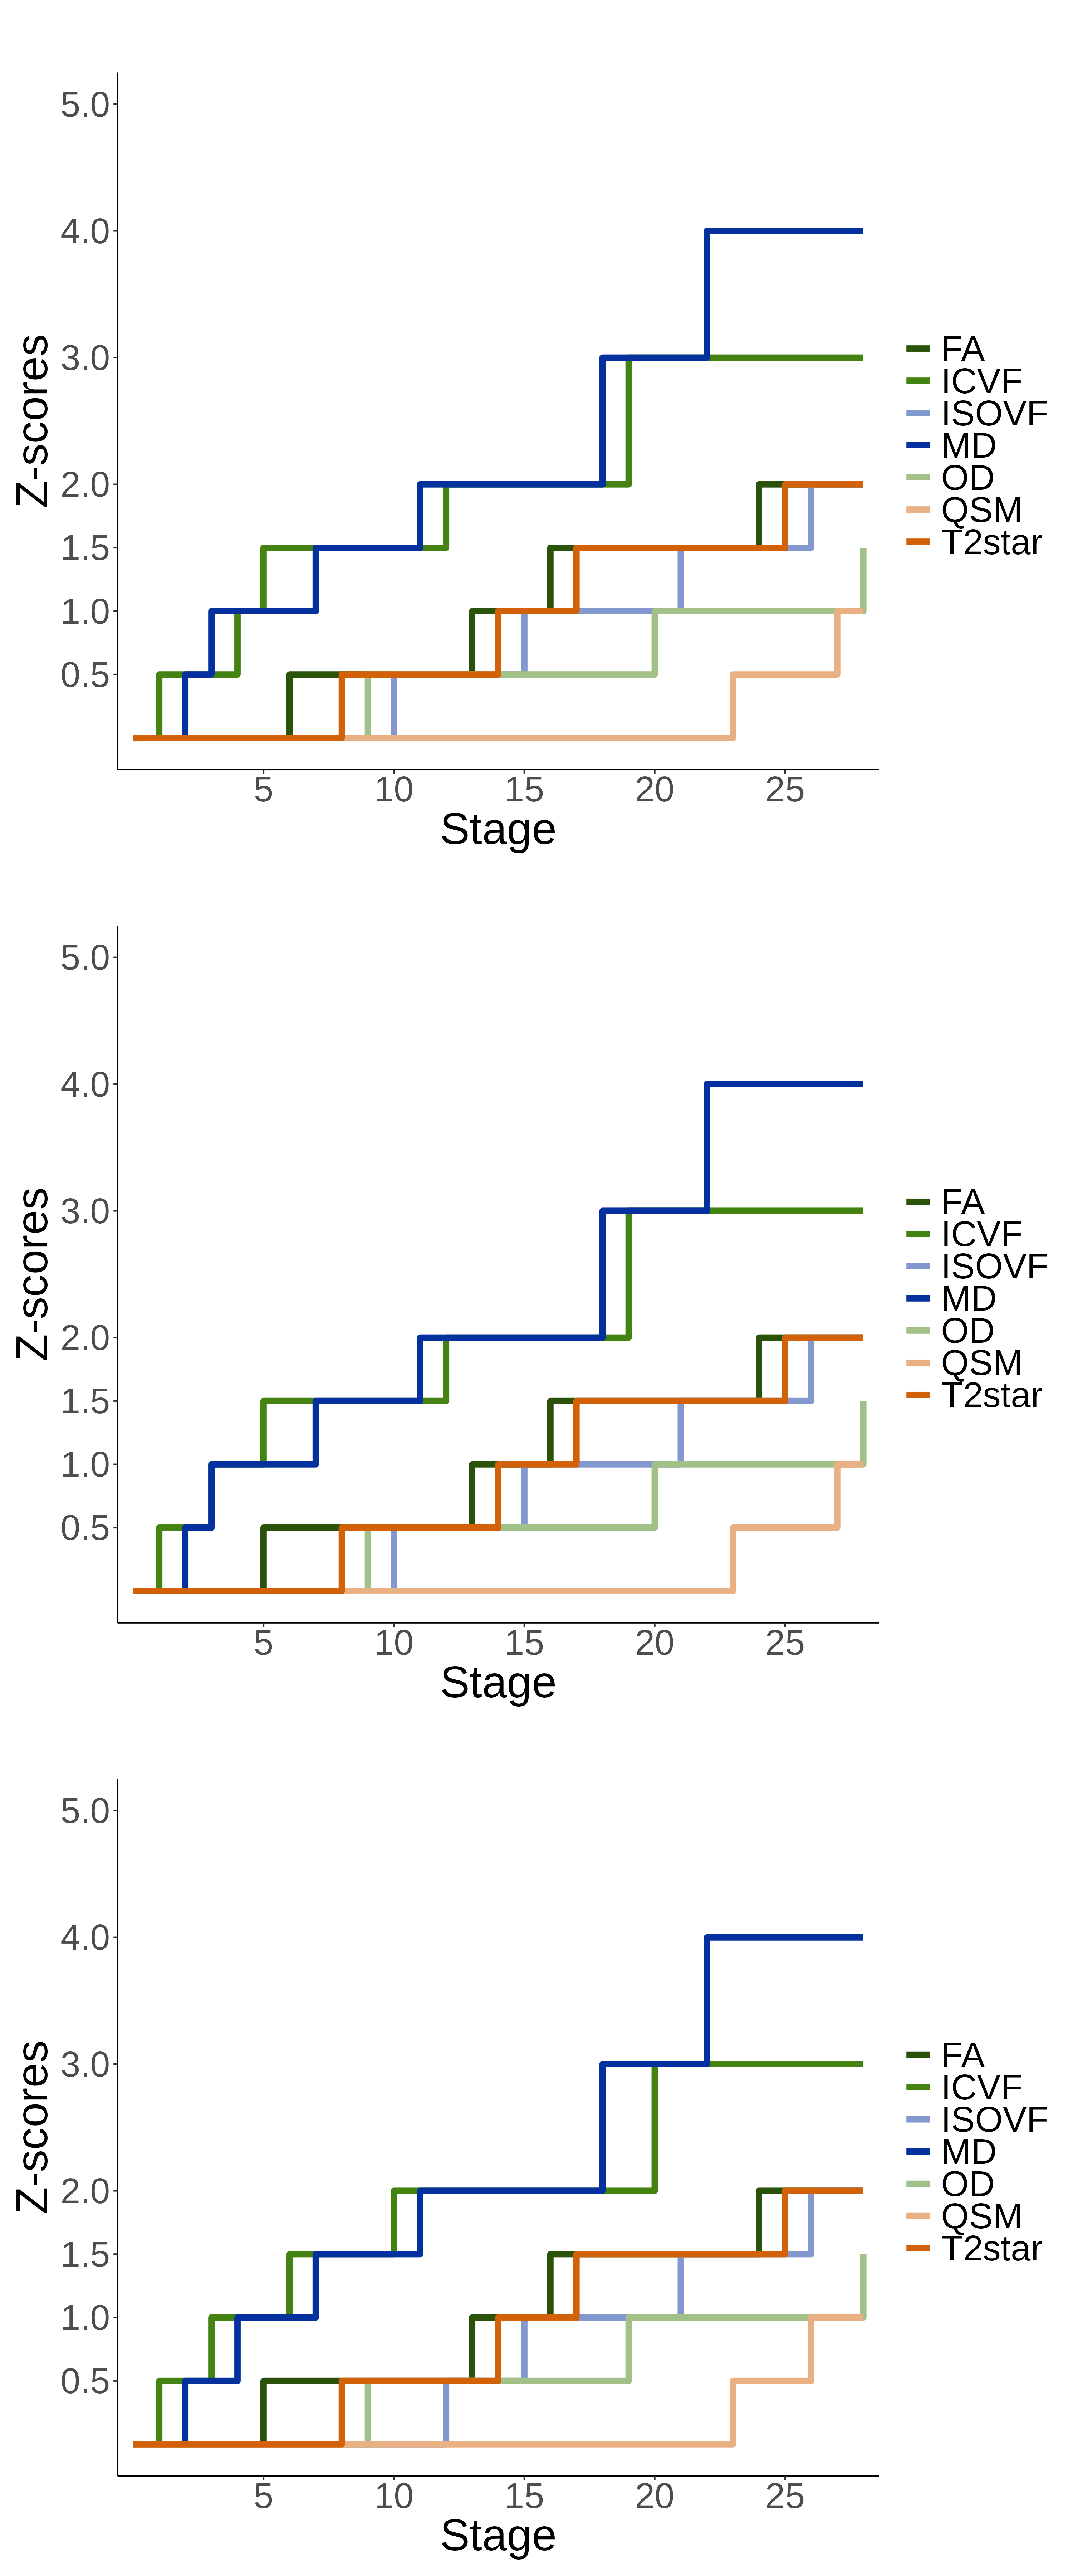 5.0
4.0
3.0
2.0
1.5
1.0
0.5
Z-scores
5 10 15 20 25
Stage
FA
ICVF
ISOVF
MD
OD
QSM
T2star
5.0
4.0
3.0
2.0
1.5
1.0
0.5
Z-scores
5 10 15 20 25
Stage
FA
ICVF
ISOVF
MD
OD
QSM
T2star
5.0
4.0
3.0
2.0
1.5
1.0
0.5
Z-scores
5 10 15 20 25
Stage
FA
ICVF
ISOVF
MD
OD
QSM
T2star